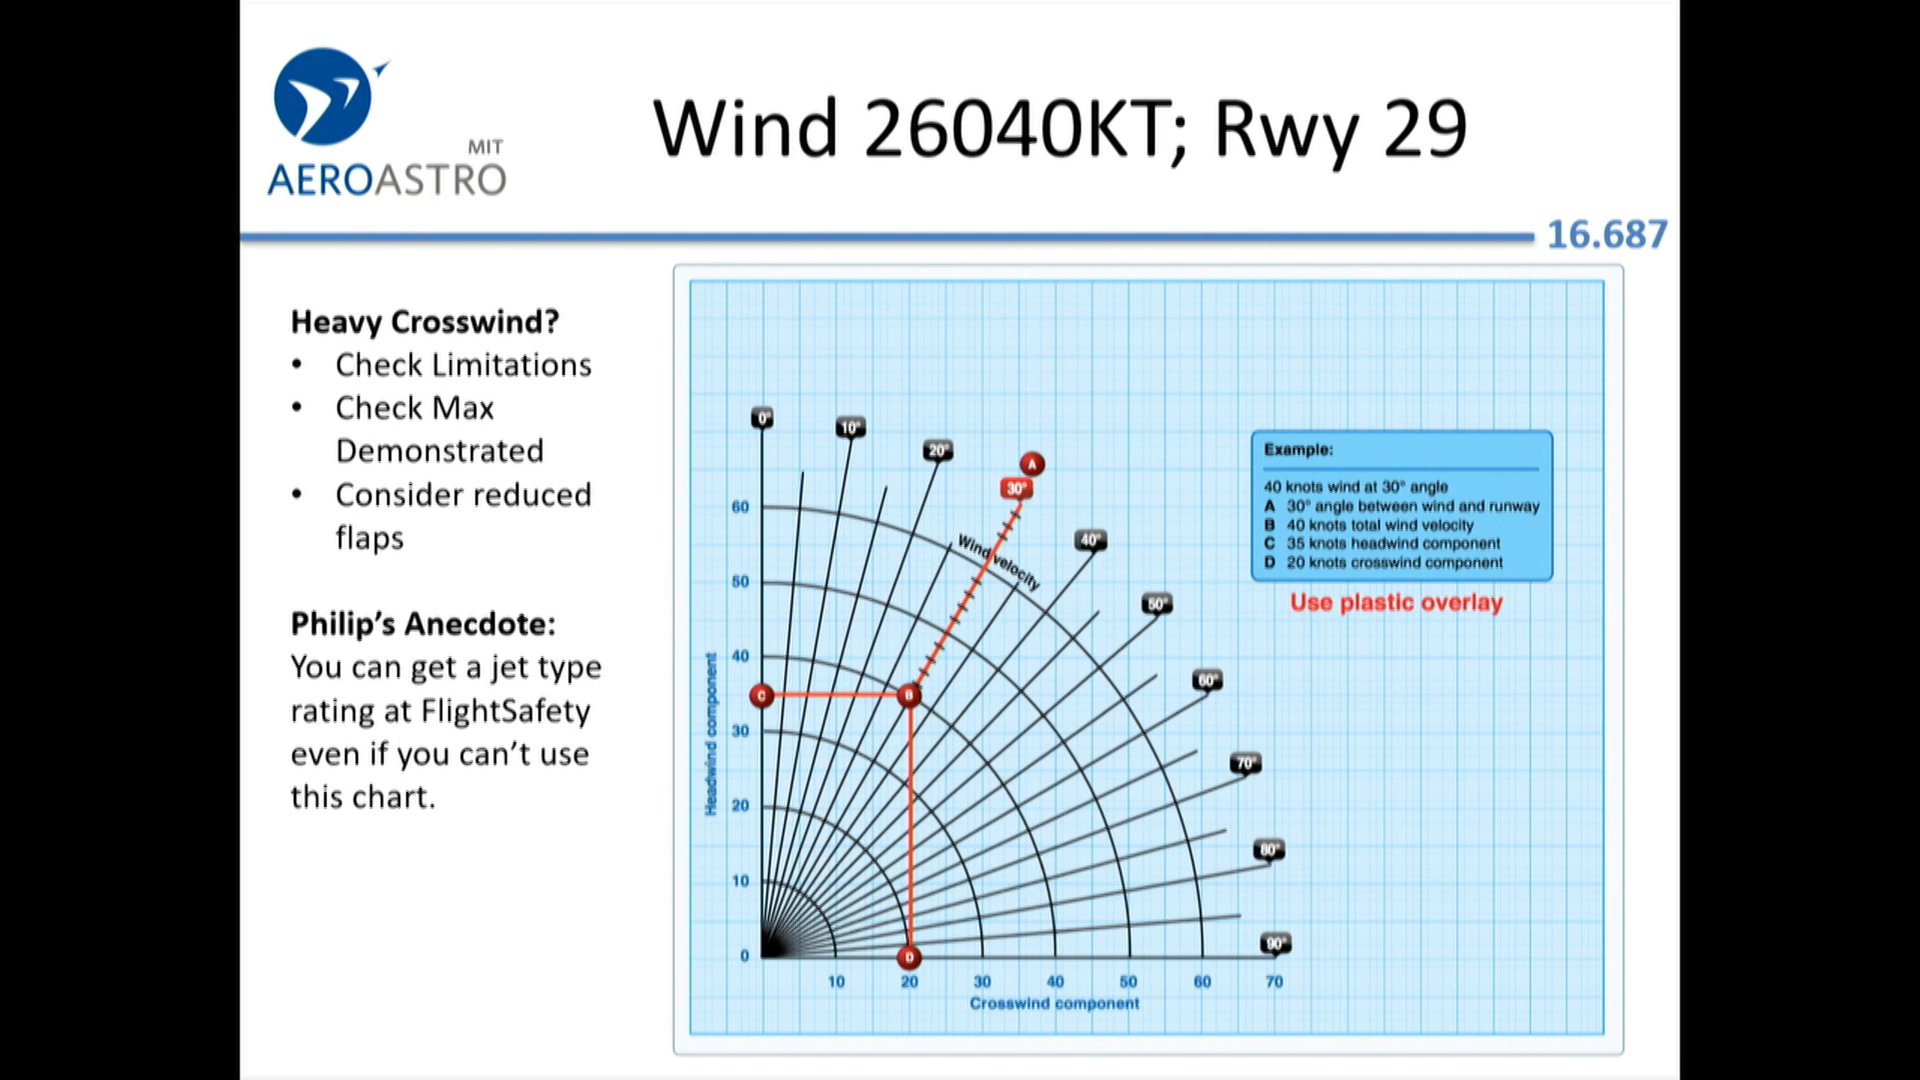 MIT
AEROASTRO
Wind 26040KT; Rwy 29
16.687
Heavy Crosswind?
• Check Limitations
• Check Max
Demonstrated
• Consider reduced
flaps
Philip’s Anecdote:
You can get a jet type
rating at FlightSafety
even if you can’t use
this chart.
0°
10°
20°
A
30°
40°
50°
60°
70°
80°
90°
Wind velocity
60
50
40
30
20
10
0
Headwind component
C
B
D
10 20 30 40 50 60 70
Crosswind component
Example:
40 knots wind at 30° angle
A 30° angle between wind and runway
B 40 knots total wind velocity
C 35 knots headwind component
D 20 knots crosswind component
Use plastic overlay